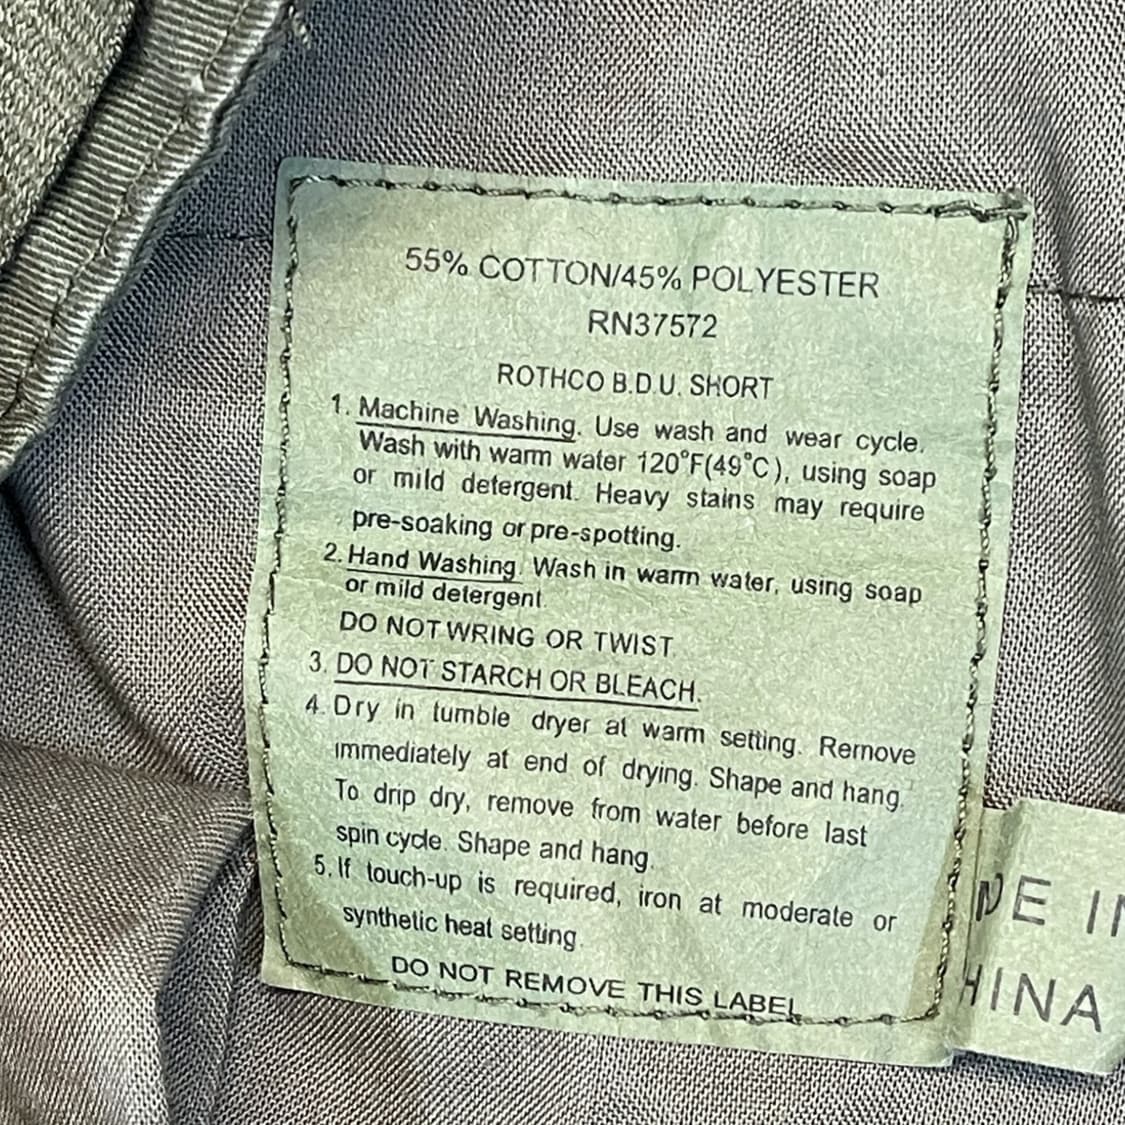 55% COTTON/45% POLYESTER
RN37572
ROTHCO B.D.U. SHORT
1. Machine Washing. Use wash and wear cycle.
Wash with warm water 120°F(49°C), using soap
or mild detergent. Heavy stains may require
pre-soaking or pre-spotting.
2. Hand Washing. Wash in warm water, using soap
or mild detergent.
DO NOT WRING OR TWIST.
3. DO NOT STARCH OR BLEACH.
4. Dry in tumble dryer at warm setting. Remove
immediately at end of drying. Shape and hang.
To drip dry, remove from water before last
spin cycle. Shape and hang.
5. If touch-up is required, iron at moderate or
synthetic heat setting.
DO NOT REMOVE THIS LABEL
DE IN
HINA